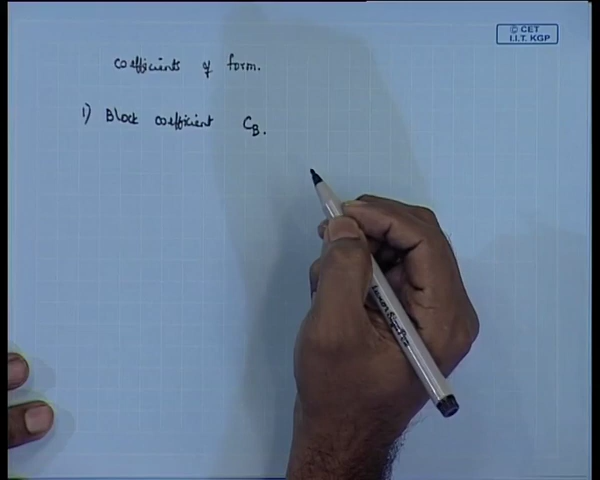 © CET
I.I.T. KGP
coefficients of form.
1) Block coefficient C_B.